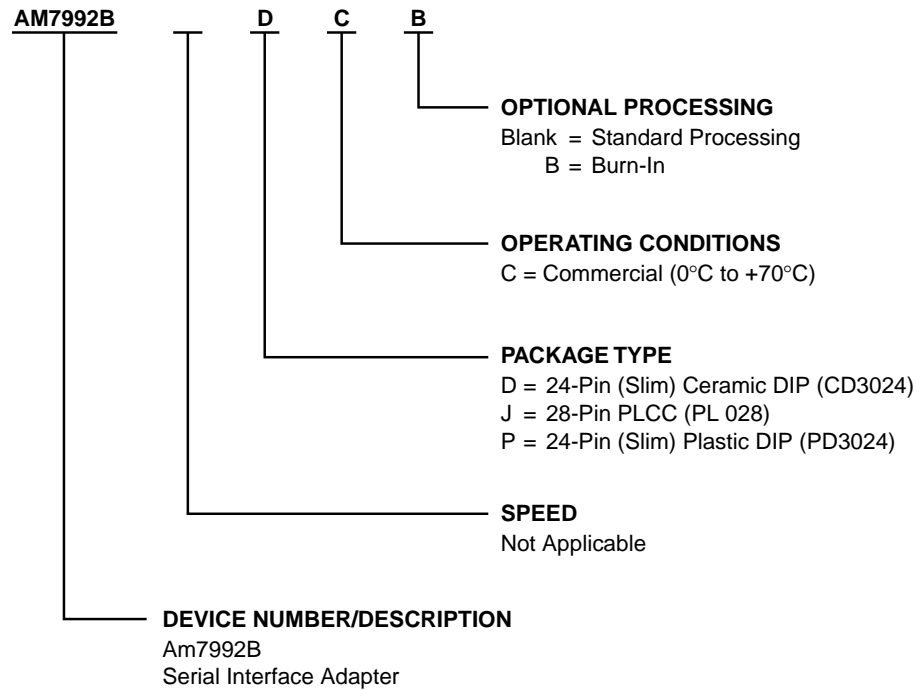 AM7992B D C B
OPTIONAL PROCESSING
Blank = Standard Processing
B = Burn-In
OPERATING CONDITIONS
C = Commercial (0°C to +70°C)
PACKAGE TYPE
D = 24-Pin (Slim) Ceramic DIP (CD3024)
J = 28-Pin PLCC (PL 028)
P = 24-Pin (Slim) Plastic DIP (PD3024)
SPEED
Not Applicable
DEVICE NUMBER/DESCRIPTION
Am7992B
Serial Interface Adapter